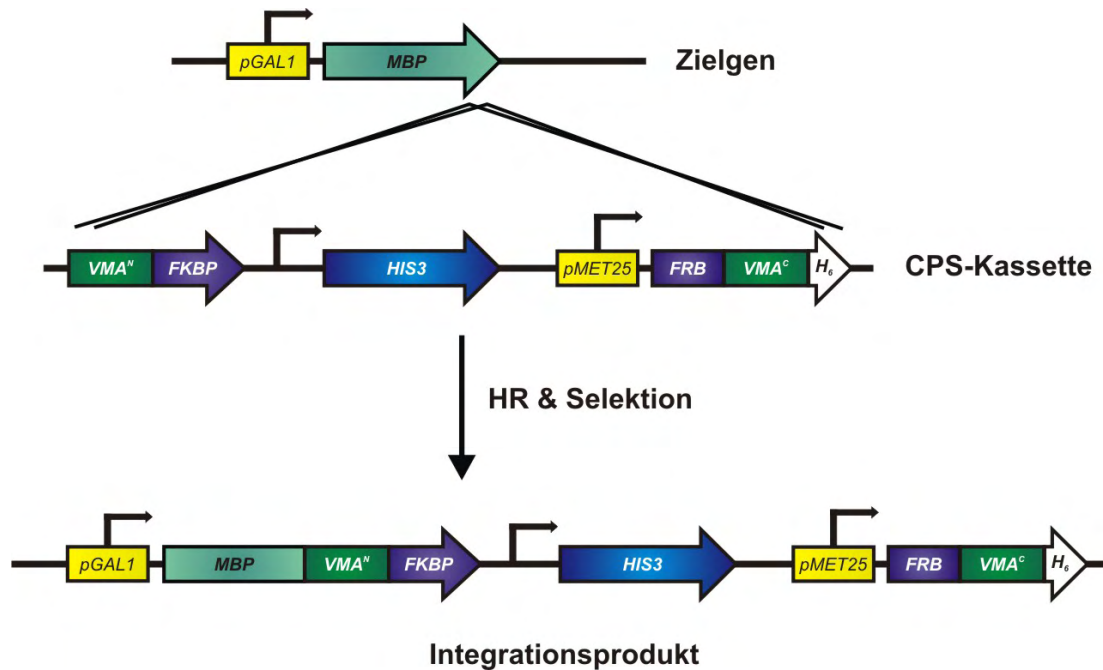 pGAL1 MBP Zielgen
VMAᴺ FKBP HIS3 pMET25 FRB VMAᶜ H₆ CPS-Kassette
HR & Selektion
pGAL1 MBP VMAᴺ FKBP HIS3 pMET25 FRB VMAᶜ H₆
Integrationsprodukt